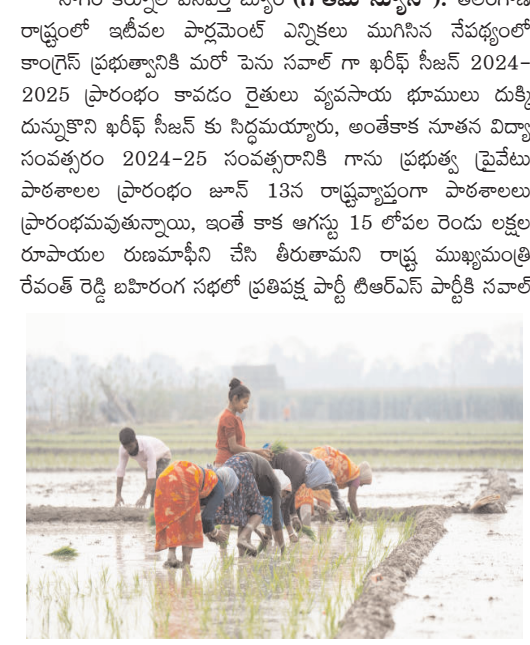 రాష్ట్రంలో ఇటీవల పార్లమెంట్ ఎన్నికలు ముగిసిన నేపథ్యంలో
కాంగ్రెస్ ప్రభుత్వానికి మరో పెను సవాల్ గా ఖరీఫ్ సీజన్ 2024-
2025 ప్రారంభం కావడం రైతులు వ్యవసాయ భూములు దుక్కి
దున్నుకొని ఖరీఫ్ సీజన్ కు సిద్ధమయ్యారు, అంతేకాక నూతన విద్యా
సంవత్సరం 2024-25 సంవత్సరానికి గాను ప్రభుత్వ ప్రైవేటు
పాఠశాలల ప్రారంభం జూన్ 13న రాష్ట్రవ్యాప్తంగా పాఠశాలలు
ప్రారంభమవుతున్నాయి, ఇంతే కాక ఆగస్టు 15 లోపల రెండు లక్షల
రూపాయల రుణమాఫీని చేసి తీరుతామని రాష్ట్ర ముఖ్యమంత్రి
రేవంత్ రెడ్డి బహిరంగ సభలో ప్రతిపక్ష పార్టీ టిఆర్ఎస్ పార్టీకి సవాల్